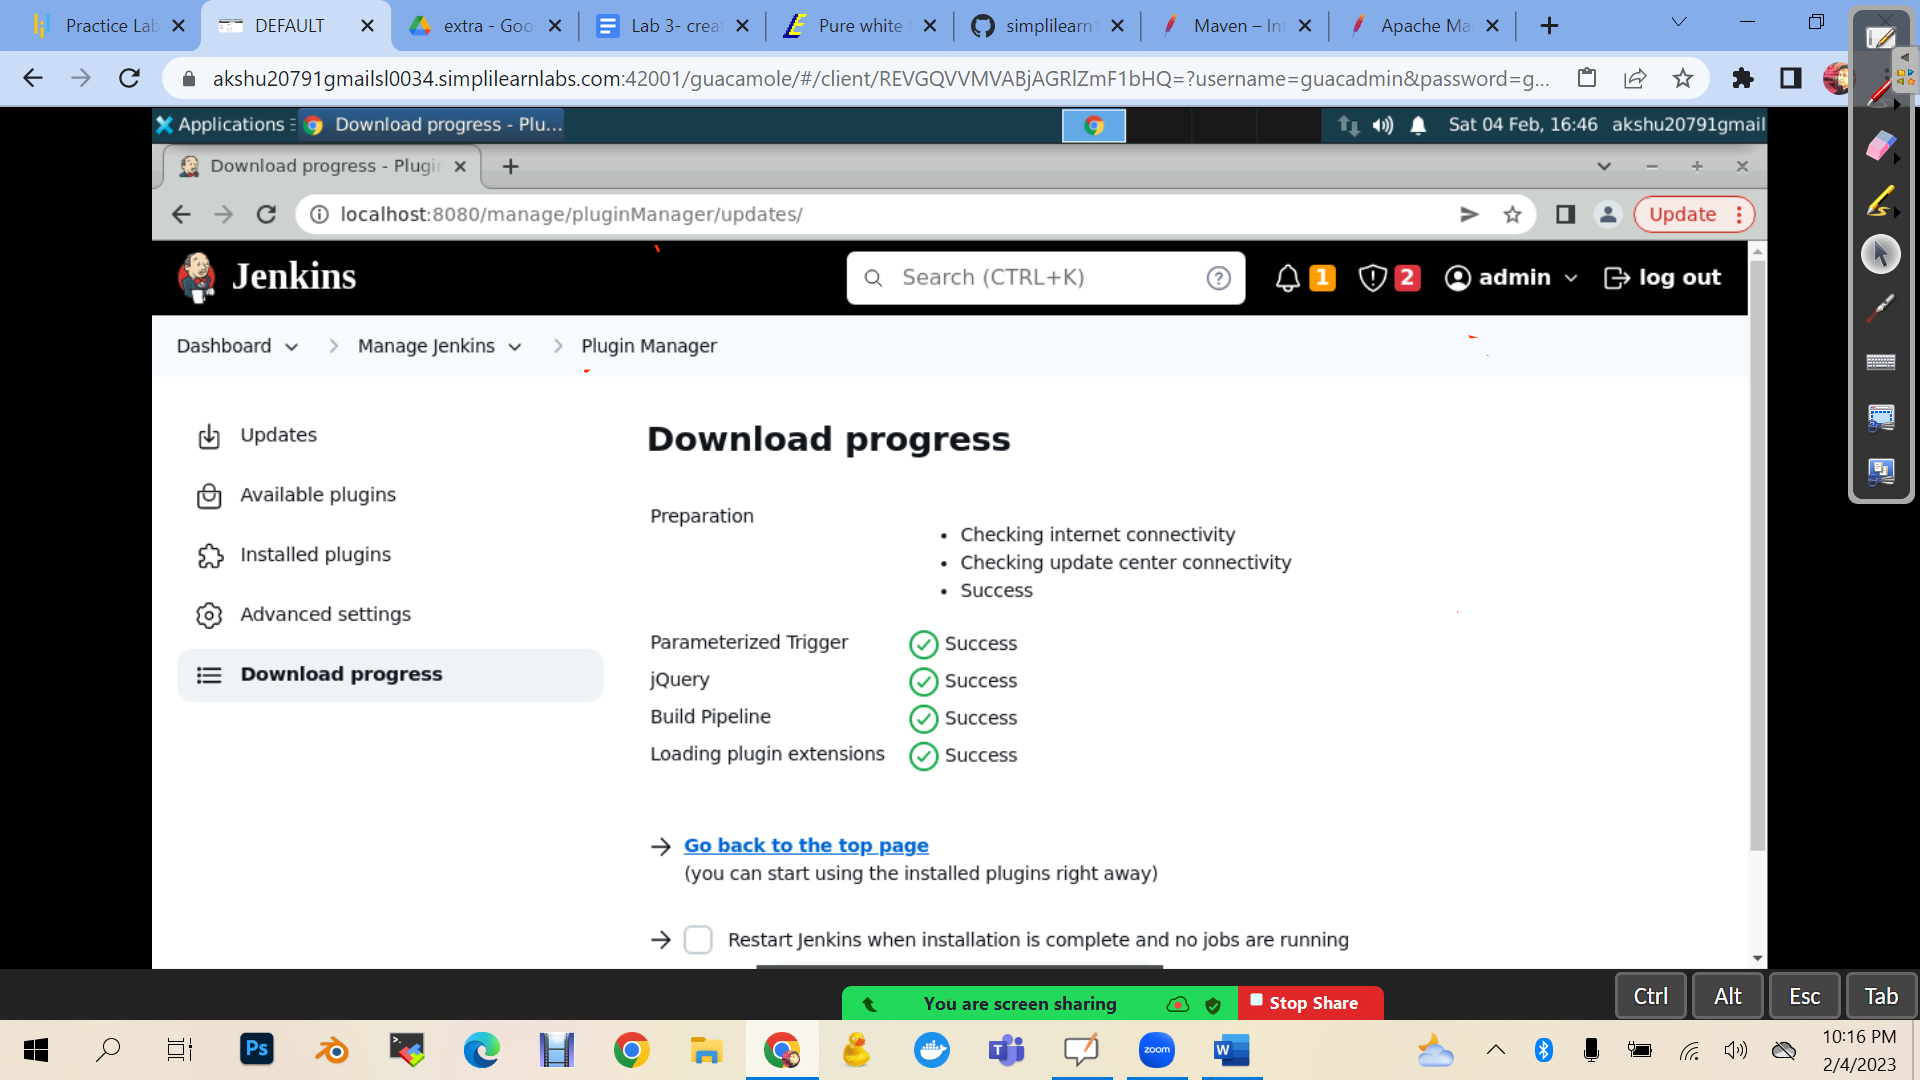 Practice Lab
DEFAULT
extra - Goo
Lab 3- crea
Pure white
simplilearn
Maven – Int
Apache Ma
akshu20791gmailsl0034.simplilearnlabs.com:42001/guacamole/#/client/REVGQVVMVABjAGRlZmF1bHQ=?username=guacadmin&password=g...
Applications
Download progress - Plu...
Sat 04 Feb, 16:46
akshu20791gmail
Download progress - Plugin
localhost:8080/manage/pluginManager/updates/
Update
Jenkins
Search (CTRL+K)
1
2
admin
log out
Dashboard
Manage Jenkins
Plugin Manager
Updates
Available plugins
Installed plugins
Advanced settings
Download progress
Download progress
Preparation
Checking internet connectivity
Checking update center connectivity
Success
Parameterized Trigger Success
jQuery Success
Build Pipeline Success
Loading plugin extensions Success
Go back to the top page
(you can start using the installed plugins right away)
Restart Jenkins when installation is complete and no jobs are running
Ctrl
Alt
Esc
Tab
You are screen sharing
Stop Share
Ps
zoom
W
10:16 PM
2/4/2023